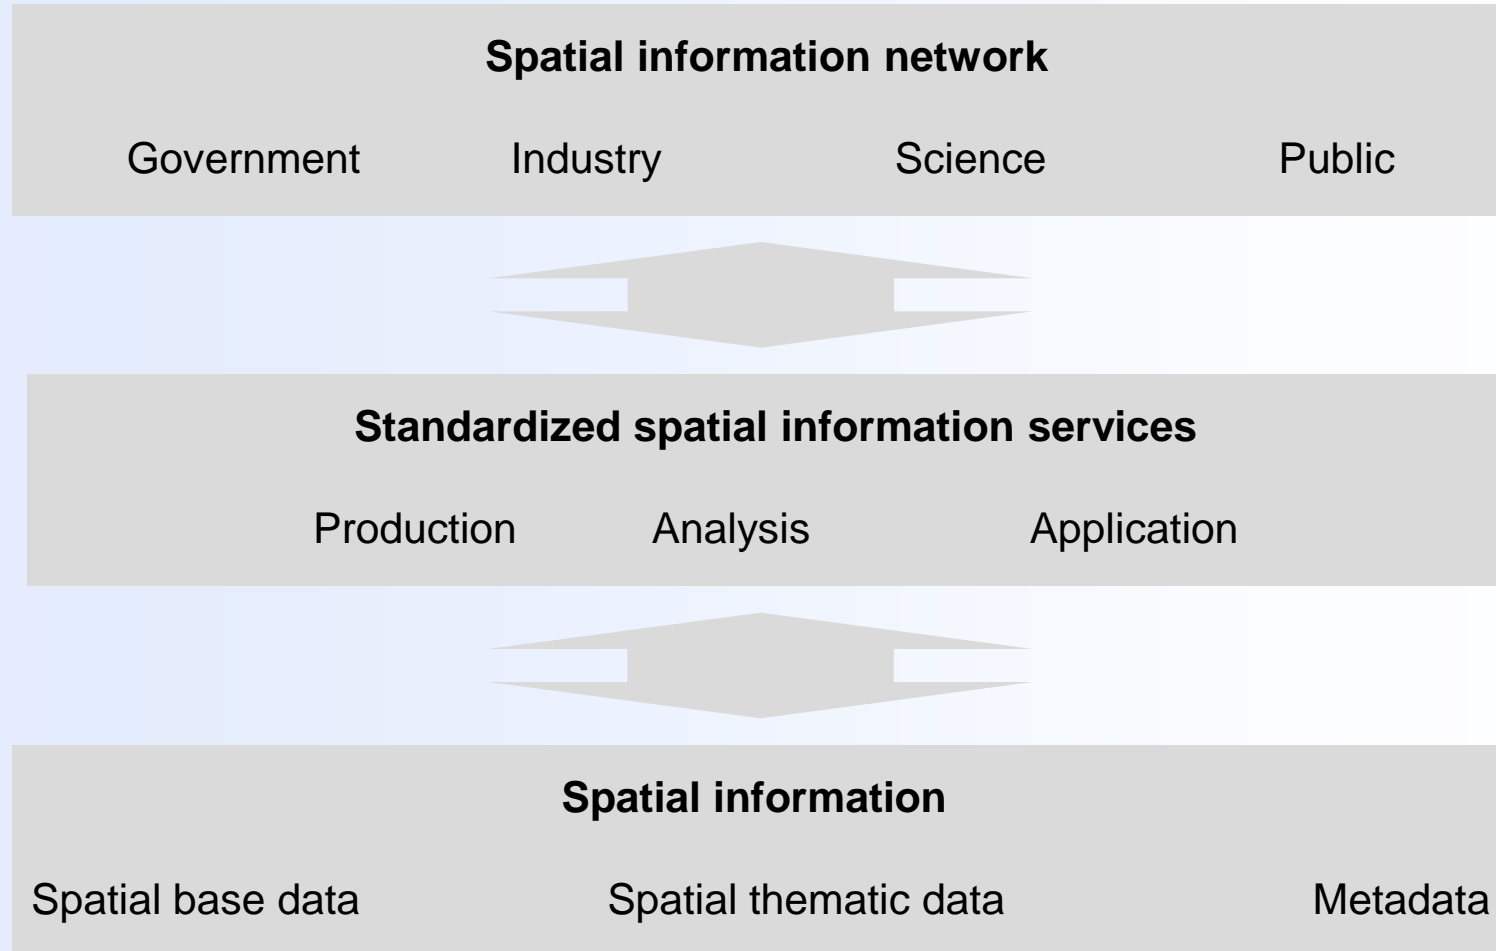 Spatial information network
Government Industry Science Public
Standardized spatial information services
Production Analysis Application
Spatial information
Spatial base data Spatial thematic data Metadata